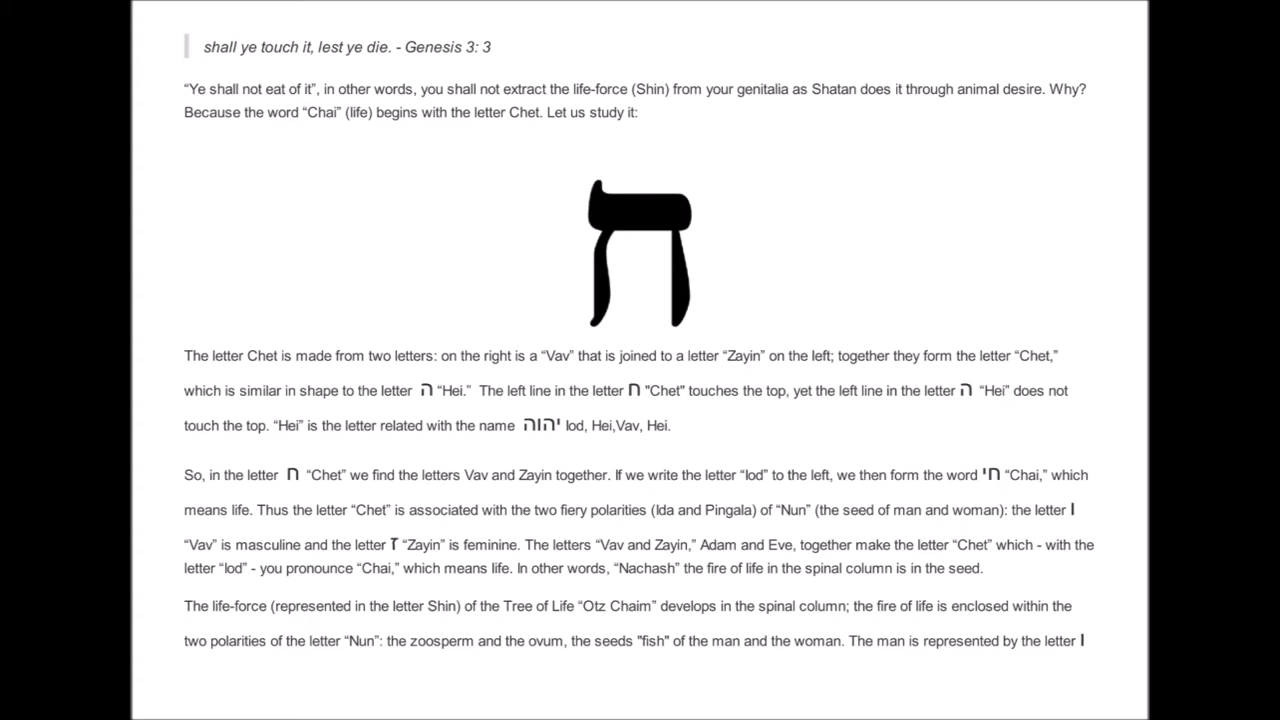 shall ye touch it, lest ye die. - Genesis 3: 3
“Ye shall not eat of it”, in other words, you shall not extract the life-force (Shin) from your genitalia as Shatan does it through animal desire. Why?
Because the word “Chai” (life) begins with the letter Chet. Let us study it:
ח
The letter Chet is made from two letters: on the right is a “Vav” that is joined to a letter “Zayin” on the left; together they form the letter “Chet,”
which is similar in shape to the letter ה “Hei.” The left line in the letter ח "Chet" touches the top, yet the left line in the letter ה “Hei” does not
touch the top. “Hei” is the letter related with the name יהוה Iod, Hei,Vav, Hei.
So, in the letter ח “Chet” we find the letters Vav and Zayin together. If we write the letter “Iod” to the left, we then form the word חי “Chai,” which
means life. Thus the letter “Chet” is associated with the two fiery polarities (Ida and Pingala) of “Nun” (the seed of man and woman): the letter ו
“Vav” is masculine and the letter ז “Zayin” is feminine. The letters “Vav and Zayin,” Adam and Eve, together make the letter “Chet” which - with the
letter “Iod” - you pronounce “Chai,” which means life. In other words, “Nachash” the fire of life in the spinal column is in the seed.
The life-force (represented in the letter Shin) of the Tree of Life “Otz Chaim” develops in the spinal column; the fire of life is enclosed within the
two polarities of the letter “Nun”: the zoosperm and the ovum, the seeds "fish" of the man and the woman. The man is represented by the letter ו